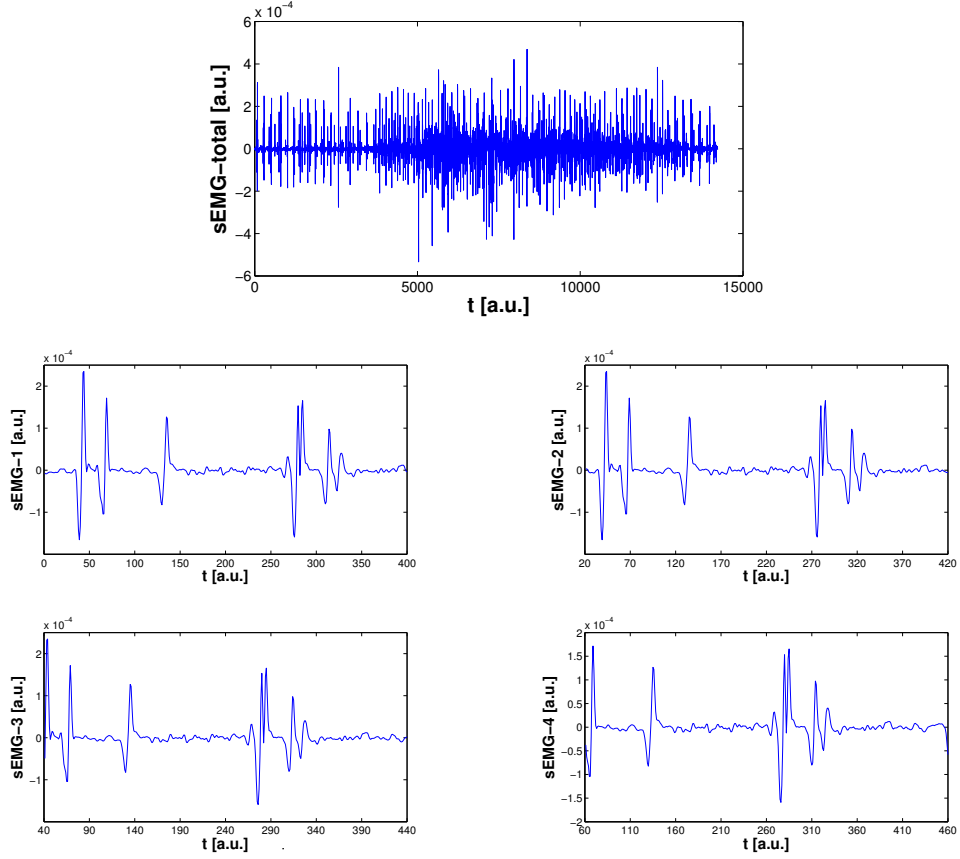 x 10⁻⁴
6
4
2
0
−2
−4
−6
sEMG−total [a.u.]
0 5000 10000 15000
t [a.u.]
x 10⁻⁴
2
1
0
−1
sEMG−1 [a.u.]
0 50 100 150 200 250 300 350 400
t [a.u.]
x 10⁻⁴
2
1
0
−1
sEMG−2 [a.u.]
20 70 120 170 220 270 320 370 420
t [a.u.]
x 10⁻⁴
2
1
0
−1
sEMG−3 [a.u.]
40 90 140 190 240 290 340 390 440
t [a.u.]
x 10⁻⁴
2
1.5
1
0.5
0
−0.5
−1
−1.5
−2
sEMG−4 [a.u.]
60 110 160 210 260 310 360 410 460
t [a.u.]